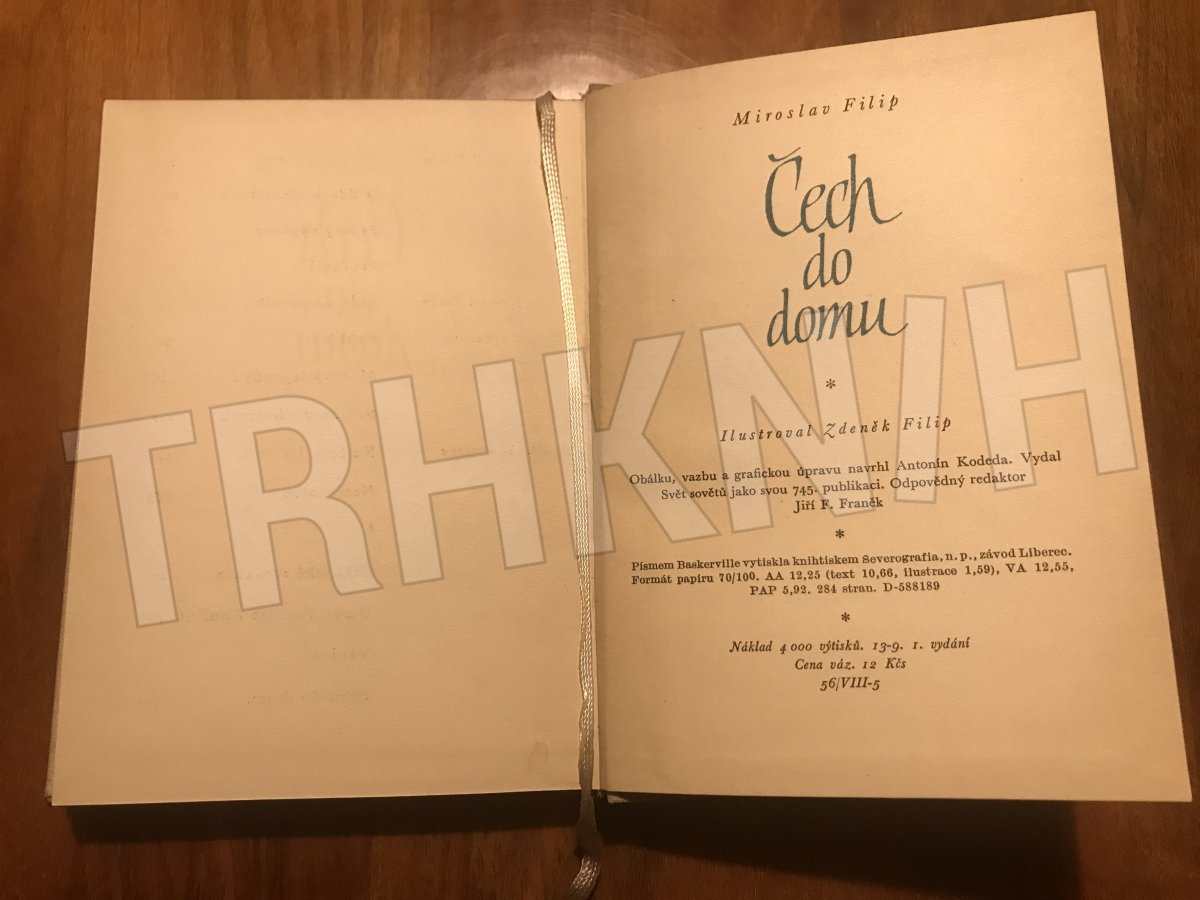 Miroslav Filip
Čech
do
domu
*
Ilustroval Zdeněk Filip
Obálku, vazbu a grafickou úpravu navrhl Antonín Kodeda. Vydal
Svět sovětů jako svou 745. publikaci. Odpovědný redaktor
Jiří F. Franěk
*
Písmem Baskerville vytiskla knihtiskem Severografia, n. p., závod Liberec.
Formát papíru 70/100. AA 12,25 (text 10,66, ilustrace 1,59), VA 12,55,
PAP 5,92. 284 stran. D-588189
*
Náklad 4 000 výtisků. 13-9. 1. vydání
Cena váz. 12 Kčs
56/VIII-5
TRHKNIH